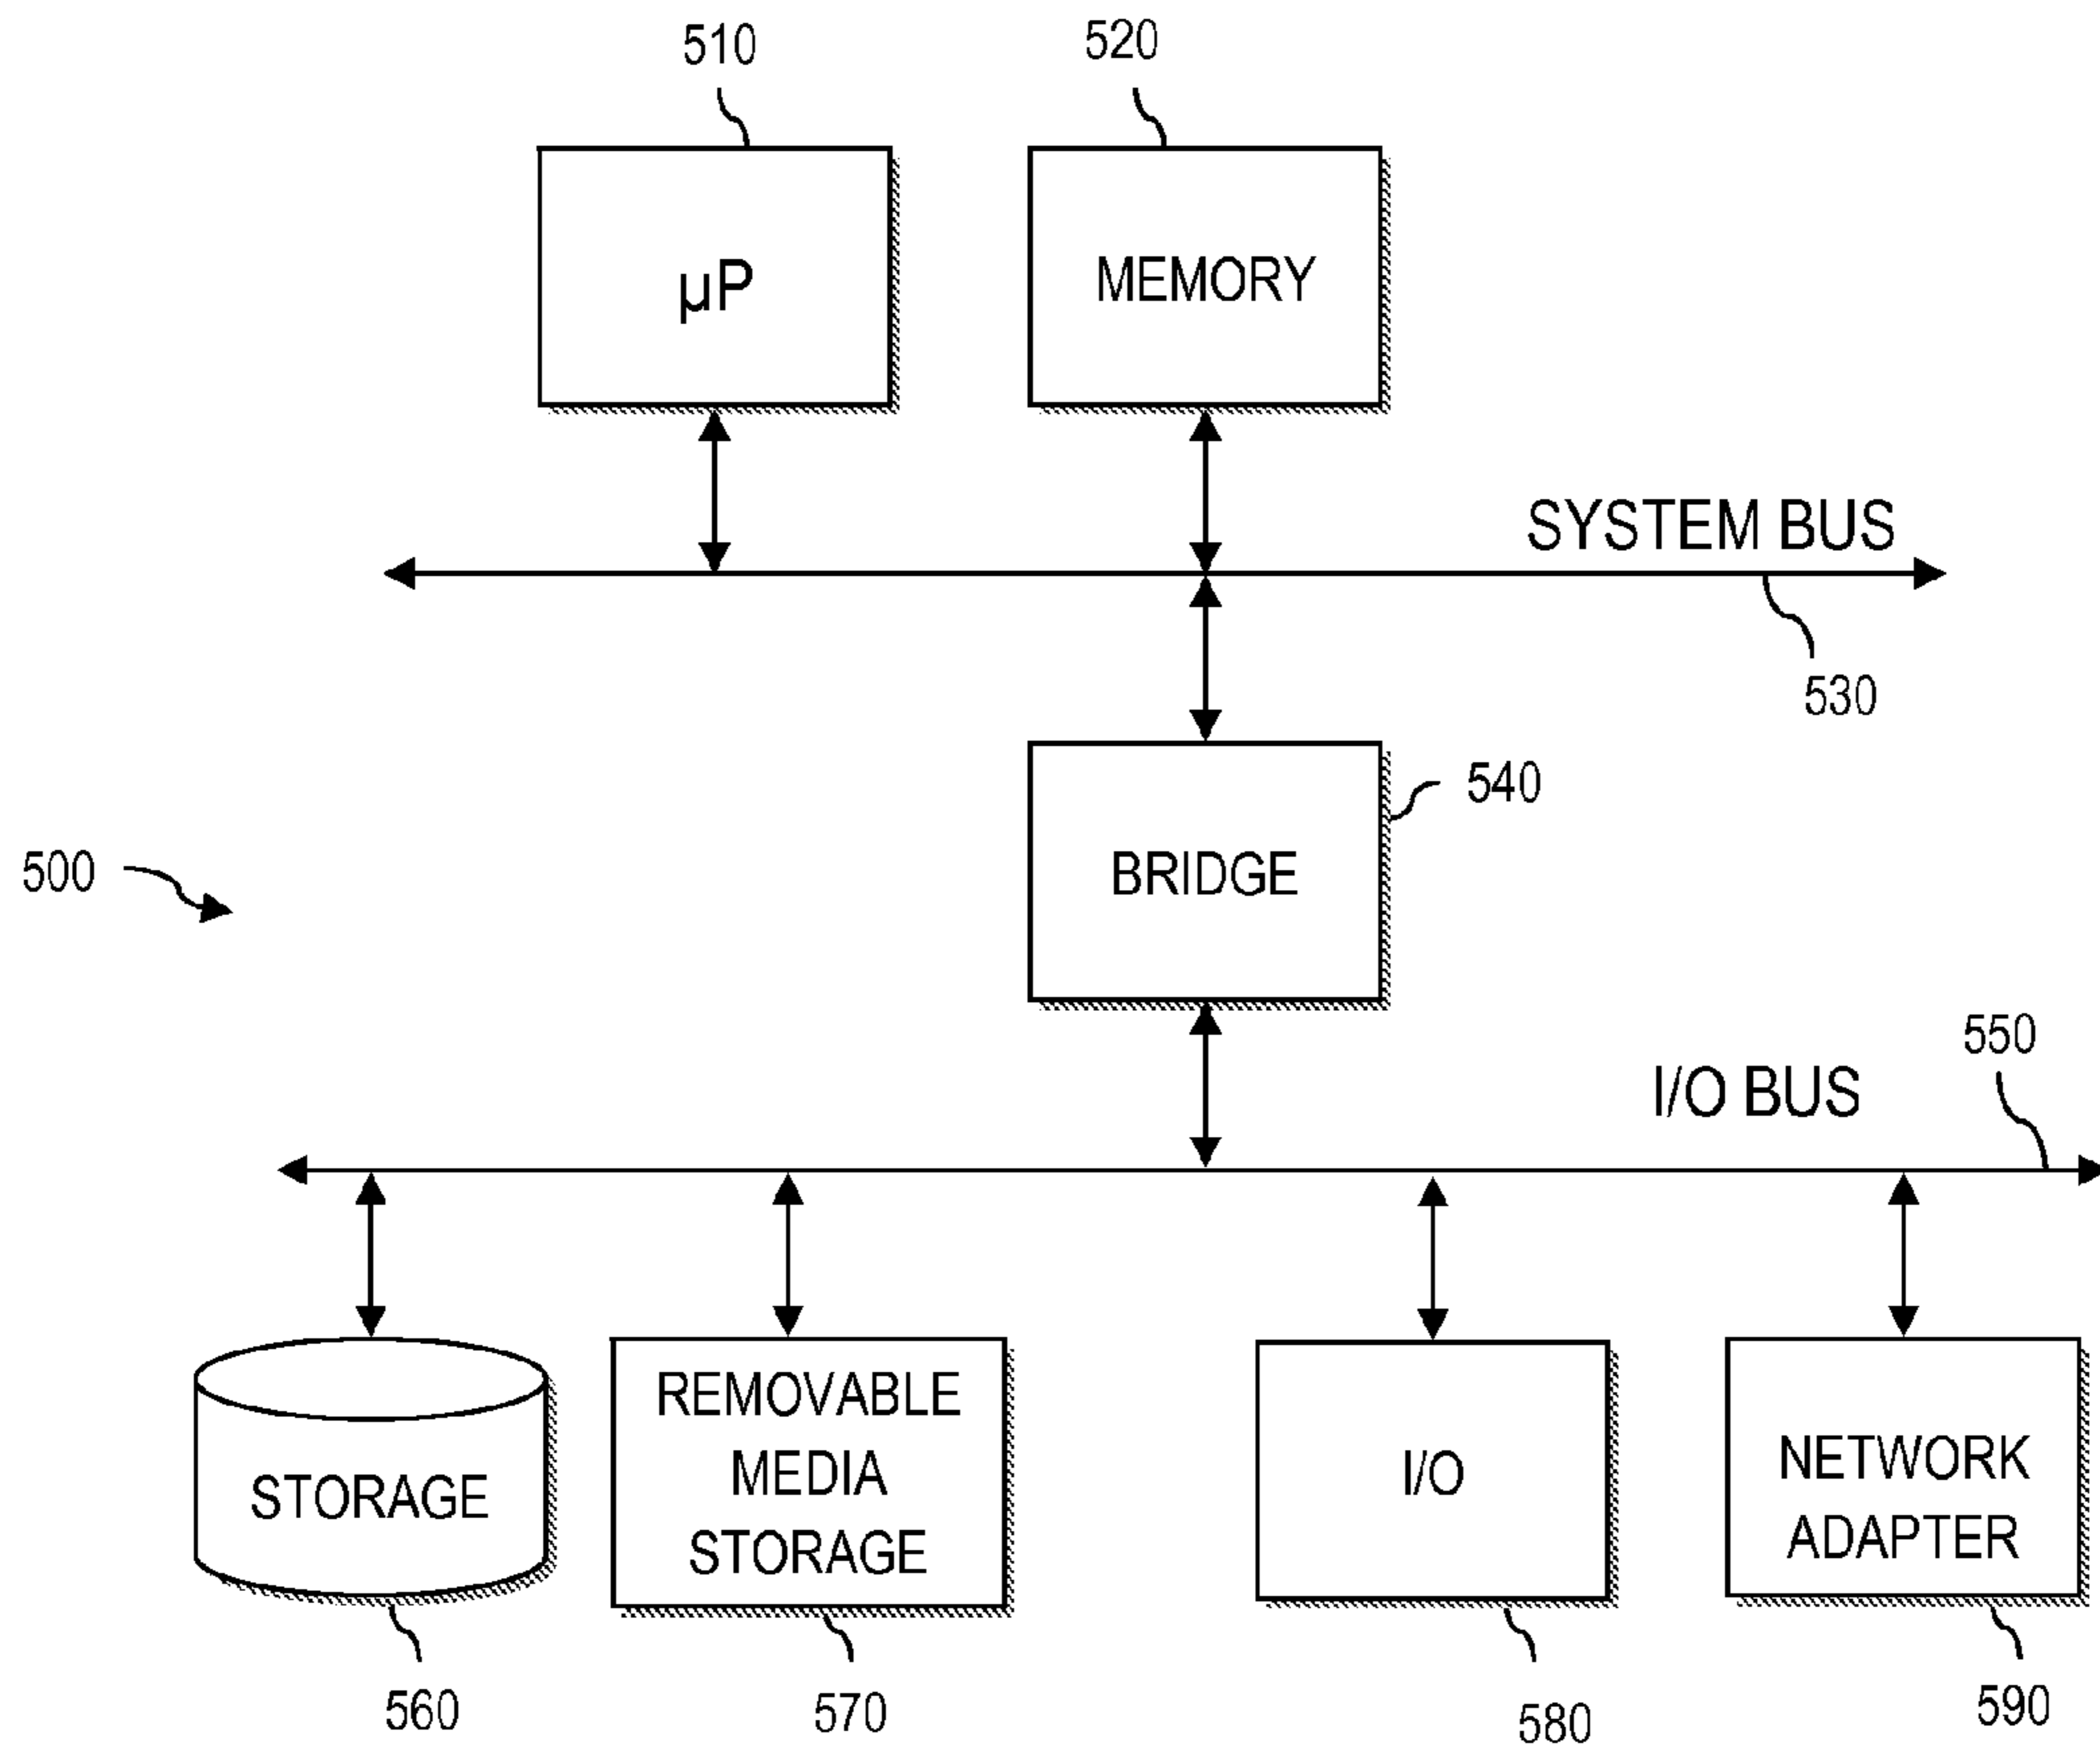 510
520
µP
MEMORY
SYSTEM BUS
530
540
BRIDGE
500
550
I/O BUS
STORAGE
REMOVABLE
MEDIA
STORAGE
I/O
NETWORK
ADAPTER
560
570
580
590